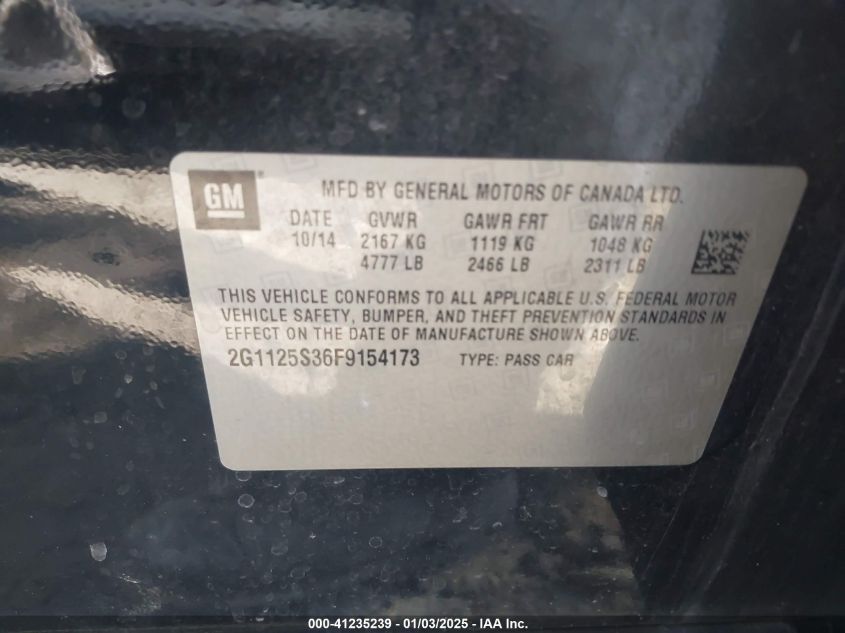 GM MFD BY GENERAL MOTORS OF CANADA LTD.
DATE GVWR GAWR FRT GAWR RR
10/14 2167 KG 1119 KG 1048 KG
4777 LB 2466 LB 2311 LB
THIS VEHICLE CONFORMS TO ALL APPLICABLE U.S. FEDERAL MOTOR
VEHICLE SAFETY, BUMPER, AND THEFT PREVENTION STANDARDS IN
EFFECT ON THE DATE OF MANUFACTURE SHOWN ABOVE.
2G1125S36F9154173 TYPE: PASS CAR
000-41235239 - 01/03/2025 - IAA Inc.